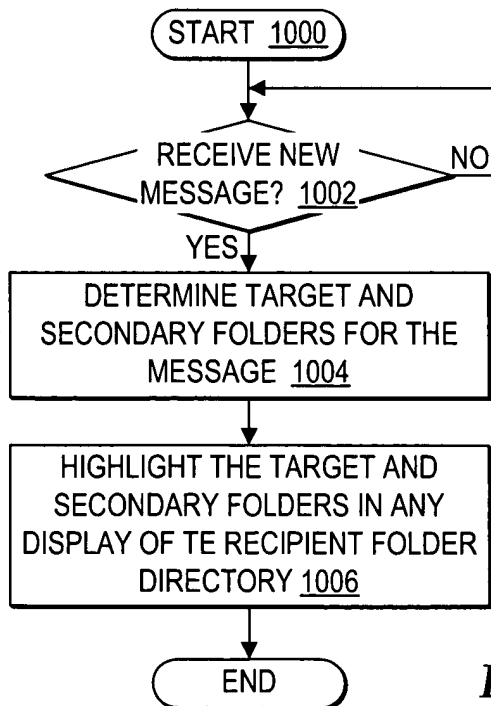 START 1000
RECEIVE NEW
MESSAGE? 1002
NO
YES
DETERMINE TARGET AND
SECONDARY FOLDERS FOR THE
MESSAGE 1004
HIGHLIGHT THE TARGET AND
SECONDARY FOLDERS IN ANY
DISPLAY OF TE RECIPIENT FOLDER
DIRECTORY 1006
END